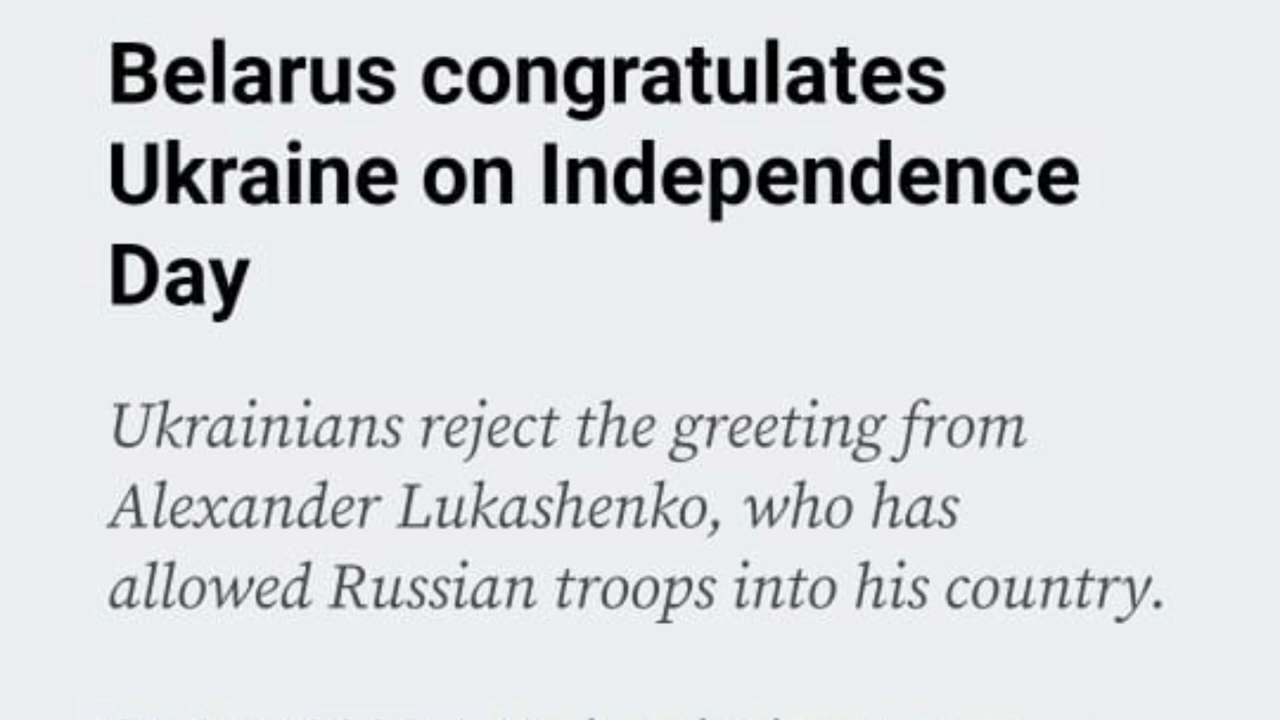 Belarus congratulates
Ukraine on Independence
Day
Ukrainians reject the greeting from
Alexander Lukashenko, who has
allowed Russian troops into his country.